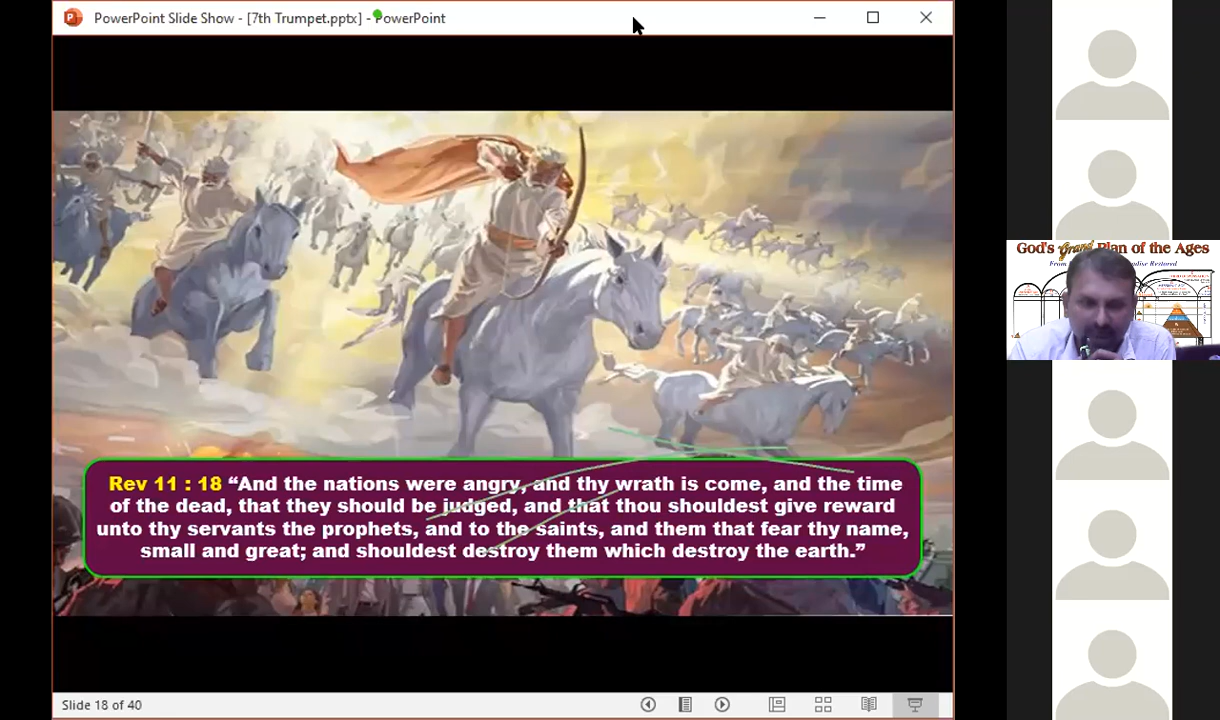 PowerPoint Slide Show - [7th Trumpet.pptx] - PowerPoint
God's Grand Plan of the Ages
Rev 11 : 18 “And the nations were angry, and thy wrath is come, and the time
of the dead, that they should be judged, and that thou shouldest give reward
unto thy servants the prophets, and to the saints, and them that fear thy name,
small and great; and shouldest destroy them which destroy the earth.”
Slide 18 of 40